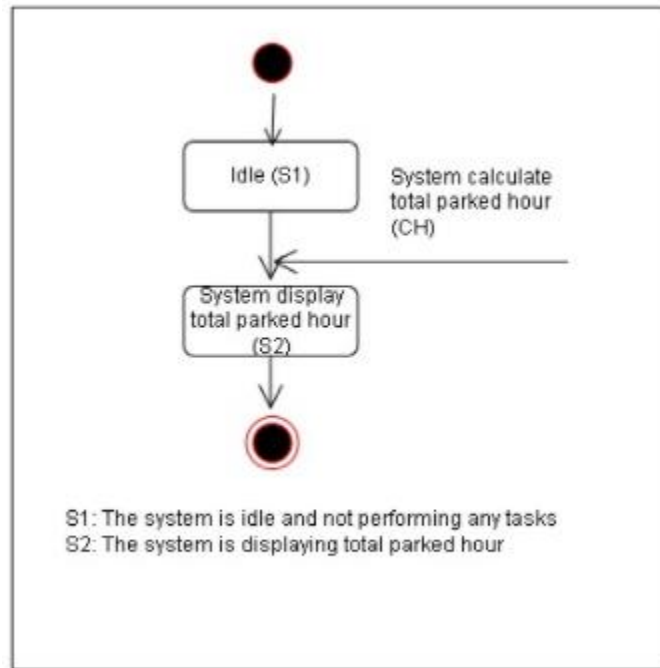 Idle (S1)
System calculate
total parked hour
(CH)
System display
total parked hour
(S2)
S1: The system is idle and not performing any tasks
S2: The system is displaying total parked hour